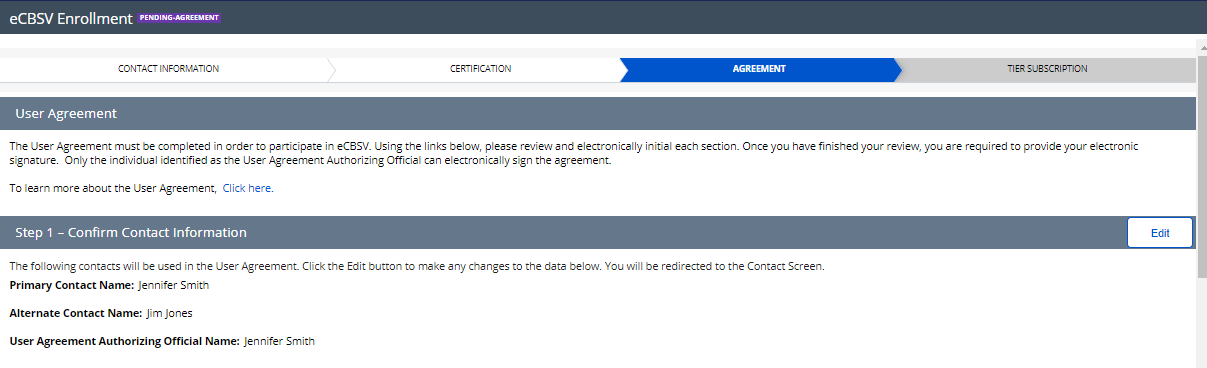 eCBSV Enrollment PENDING-AGREEMENT
CONTACT INFORMATION
CERTIFICATION
AGREEMENT
TIER SUBSCRIPTION
User Agreement
The User Agreement must be completed in order to participate in eCBSV. Using the links below, please review and electronically initial each section. Once you have finished your review, you are required to provide your electronic
signature. Only the individual identified as the User Agreement Authorizing Official can electronically sign the agreement.
To learn more about the User Agreement, Click here.
Step 1 – Confirm Contact Information
Edit
The following contacts will be used in the User Agreement. Click the Edit button to make any changes to the data below. You will be redirected to the Contact Screen.
Primary Contact Name: Jennifer Smith
Alternate Contact Name: Jim Jones
User Agreement Authorizing Official Name: Jennifer Smith